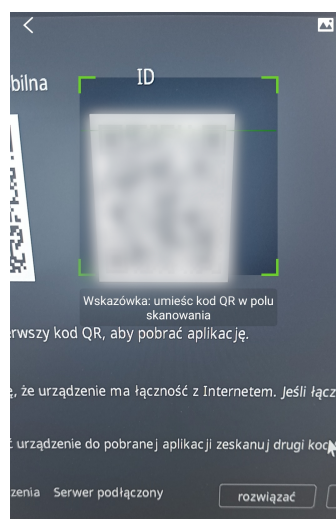 bilna
ID
Wskazówka: umieśc kod QR w polu
skanowania
erwszy kod QR, aby pobrać aplikację.
ę, że urządzenie ma łączność z Internetem. Jeśli łącz
ć urządzenie do pobranej aplikacji zeskanuj drugi kod
zenia Serwer podłączony
rozwiązać